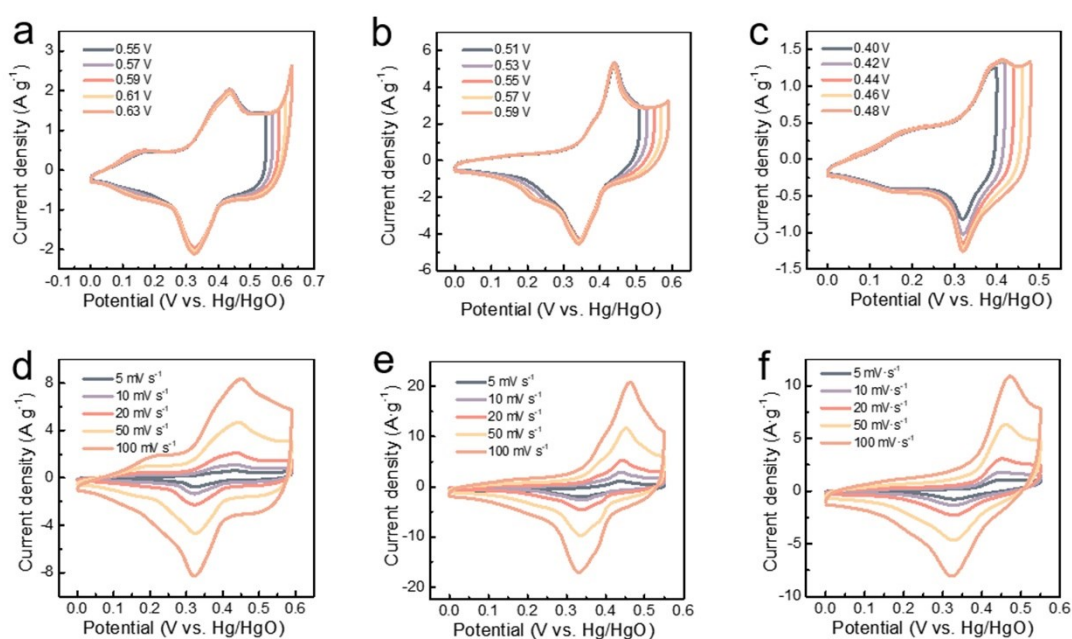 a
0.55 V
0.57 V
0.59 V
0.61 V
0.63 V
Current density (A g⁻¹)
3
2
1
0
-1
-2
-0.1 0.0 0.1 0.2 0.3 0.4 0.5 0.6 0.7
Potential (V vs. Hg/HgO)
b
0.51 V
0.53 V
0.55 V
0.57 V
0.59 V
Current density (A g⁻¹)
6
4
2
0
-2
-4
-6
0.0 0.1 0.2 0.3 0.4 0.5 0.6
Potential (V vs. Hg/HgO)
c
0.40 V
0.42 V
0.44 V
0.46 V
0.48 V
Current density (A g⁻¹)
1.5
1.0
0.5
0.0
-0.5
-1.0
-1.5
0.0 0.1 0.2 0.3 0.4 0.5
Potential (V vs. Hg/HgO)
d
5 mV s⁻¹
10 mV s⁻¹
20 mV s⁻¹
50 mV s⁻¹
100 mV s⁻¹
Current density (A g⁻¹)
8
4
0
-4
-8
0.0 0.1 0.2 0.3 0.4 0.5 0.6
Potential (V vs. Hg/HgO)
e
5 mV s⁻¹
10 mV s⁻¹
20 mV s⁻¹
50 mV s⁻¹
100 mV s⁻¹
Current density (A·g⁻¹)
20
10
0
-10
-20
0.0 0.1 0.2 0.3 0.4 0.5 0.6
Potential (V vs. Hg/HgO)
f
5 mV·s⁻¹
10 mV·s⁻¹
20 mV·s⁻¹
50 mV·s⁻¹
100 mV·s⁻¹
Current density (A·g⁻¹)
10
5
0
-5
-10
0.0 0.1 0.2 0.3 0.4 0.5 0.6
Potential (V vs. Hg/HgO)